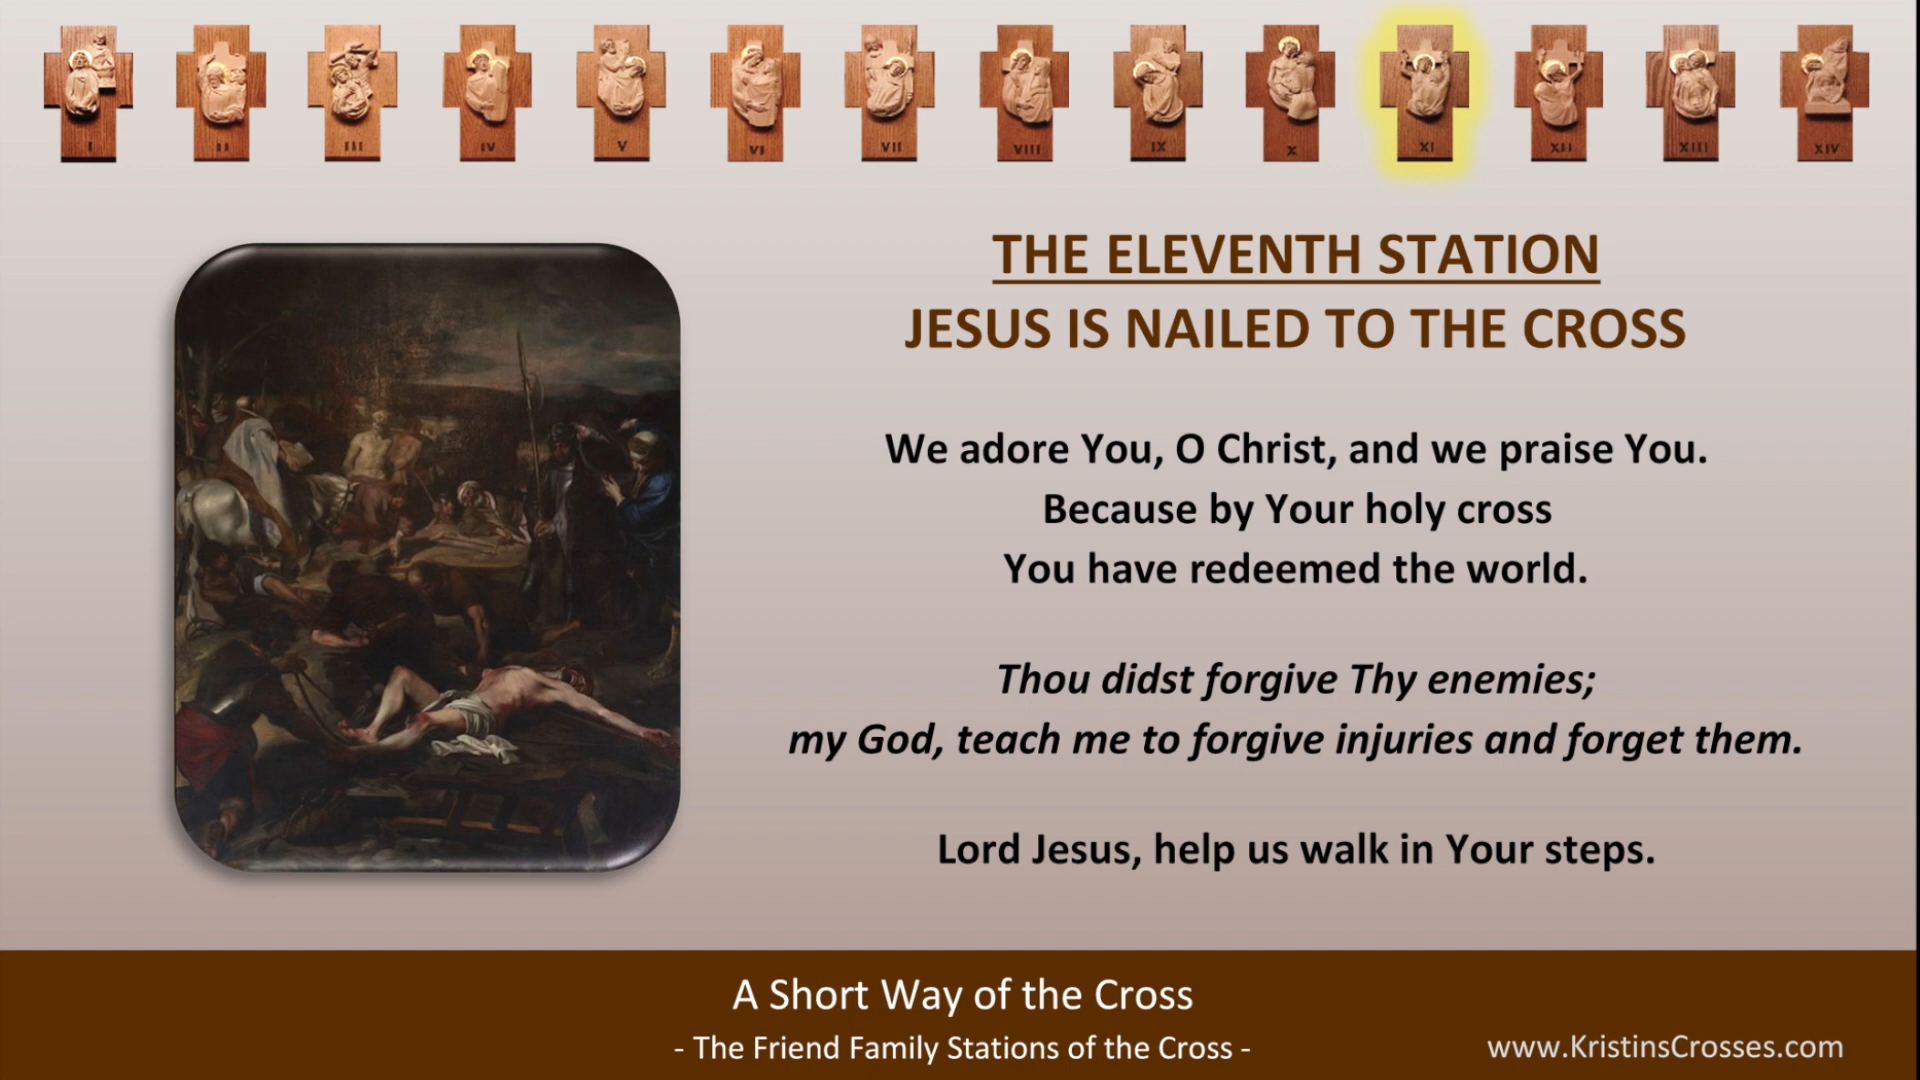 I
II
III
IV
V
VI
VII
VIII
IX
X
XI
XII
XIII
XIV
THE ELEVENTH STATION
JESUS IS NAILED TO THE CROSS
We adore You, O Christ, and we praise You.
Because by Your holy cross
You have redeemed the world.
Thou didst forgive Thy enemies;
my God, teach me to forgive injuries and forget them.
Lord Jesus, help us walk in Your steps.
A Short Way of the Cross
- The Friend Family Stations of the Cross -
www.KristinsCrosses.com